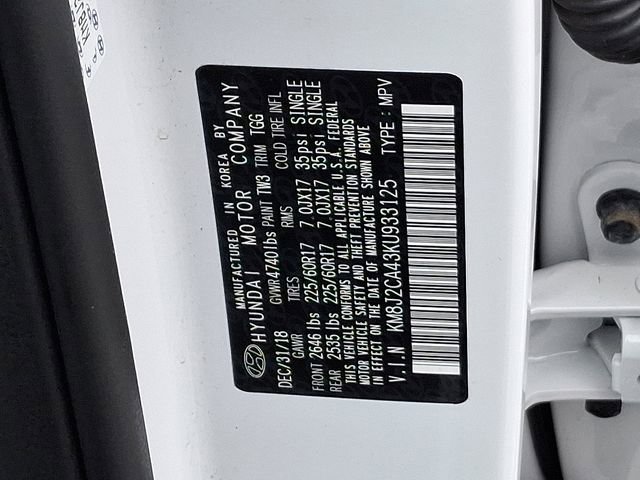 MANUFACTURED IN KOREA BY
HYUNDAI MOTOR COMPANY
DEC/31/18 GVWR 4740 lbs PAINT TW3 TRIM TGG
GAWR TIRES RIMS COLD TIRE INFL
FRONT 2646 lbs 225/60R17 7.0JX17 35psi SINGLE
REAR 2535 lbs 225/60R17 7.0JX17 35psi SINGLE
THIS VEHICLE CONFORMS TO ALL APPLICABLE U.S.A. FEDERAL
MOTOR VEHICLE SAFETY AND THEFT PREVENTION STANDARDS
IN EFFECT ON THE DATE OF MANUFACTURE SHOWN ABOVE
V.I.N KM8J2CA43KU933125 TYPE : MPV